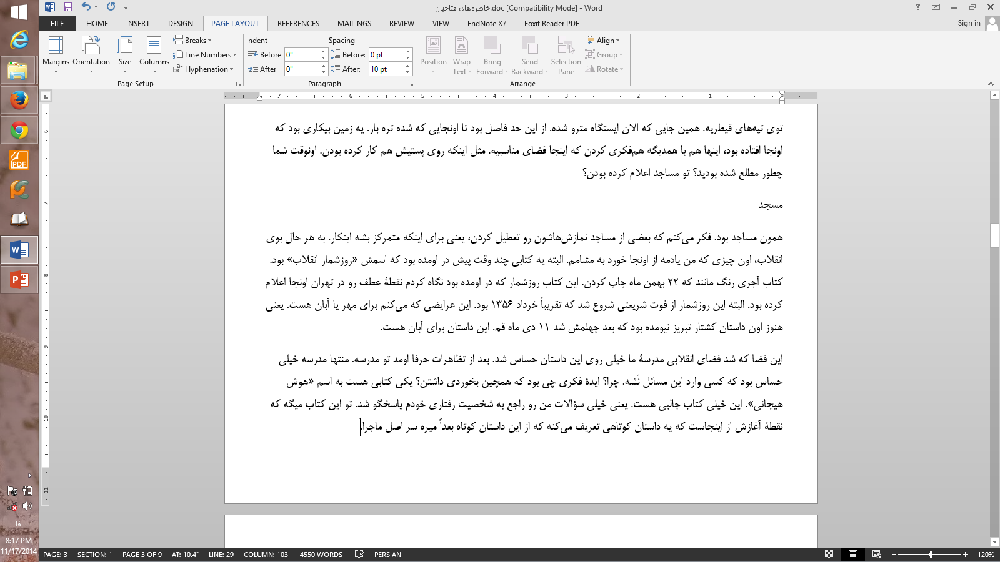 خاطره‌های فتاحیان.doc [Compatibility Mode] - Word
FILE HOME INSERT DESIGN PAGE LAYOUT REFERENCES MAILINGS REVIEW VIEW EndNote X7 Foxit Reader PDF Sign in
Margins Orientation Size Columns
Breaks
Line Numbers
Hyphenation
Page Setup
Indent Spacing
Before 0" Before: 0 pt
After 0" After: 10 pt
Paragraph
Position Wrap Text Bring Forward Send Backward Selection Pane
Align
Group
Rotate
Arrange
7 6 5 4 3 2 1
توی تپه‌های قیطریه. همین جایی که الان ایستگاه مترو شده. از این حد فاصل بود تا اونجایی که شده تره بار. یه زمین بیکاری بود که
اونجا افتاده بود، اینها هم با همدیگه هم‌فکری کردن که اینجا فضای مناسبیه. مثل اینکه روی پستیش هم کار کرده بودن. اونوقت شما
چطور مطلع شده بودید؟ تو مساجد اعلام کرده بودن؟
مسجد
همون مساجد بود. فکر می‌کنم که بعضی از مساجد نمازش‌هاشون رو تعطیل کردن، یعنی برای اینکه متمرکز بشه اینکار. به هر حال بوی
انقلاب، اون چیزی که من یادمه از اونجا خورد به مشامم. البته یه کتابی چند وقت پیش در اومده بود که اسمش «روزشمار انقلاب» بود.
کتاب آجری رنگ مانند که ۲۲ بهمن ماه چاپ کردن. این کتاب روزشمار که در اومده بود نگاه کردم نقطهٔ عطف رو در تهران اونجا اعلام
کرده بود. البته این روزشمار از فوت شریعتی شروع شد که تقریباً خرداد ۱۳۵۶ بود. این عرایضی که می‌کنم برای مهر یا آبان هست. یعنی
هنوز اون داستان کشتار تبریز نیومده بود که بعد چهلمش شد ۱۱ دی ماه قم. این داستان برای آبان هست.
این فضا که شد فضای انقلابی مدرسهٔ ما خیلی روی این داستان حساس شد. بعد از تظاهرات حرفا اومد تو مدرسه. منتها مدرسه خیلی
حساس بود که کسی وارد این مسائل نَشه. چرا؟ ایدهٔ فکری چی بود که همچین بخوردی داشتن؟ یکی کتابی هست به اسم «هوش
هیجانی». این خیلی کتاب جالبی هست. یعنی خیلی سؤالات من رو راجع به شخصیت رفتاری خودم پاسخگو شد. تو این کتاب میگه که
نقطهٔ آغازش از اینجاست که یه داستان کوتاهی تعریف می‌کنه که از این داستان کوتاه بعداً میره سر اصل ماجرا.
6
7
8
9
10
11
PDF
فا
8:17 PM
11/17/2014
PAGE: 3 SECTION: 1 PAGE 3 OF 9 AT: 10.4" LINE: 29 COLUMN: 103 4550 WORDS PERSIAN 120%